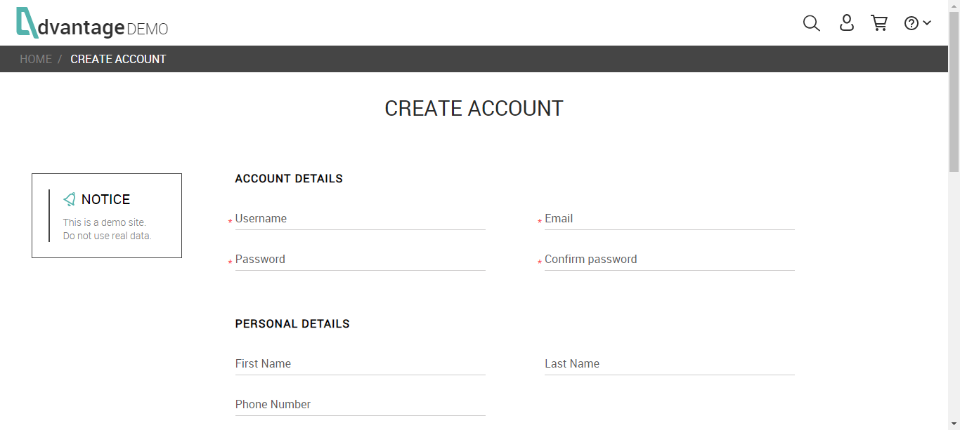 dvantage DEMO
HOME / CREATE ACCOUNT
CREATE ACCOUNT
NOTICE
This is a demo site.
Do not use real data.
ACCOUNT DETAILS
* Username
* Email
* Password
* Confirm password
PERSONAL DETAILS
First Name
Last Name
Phone Number